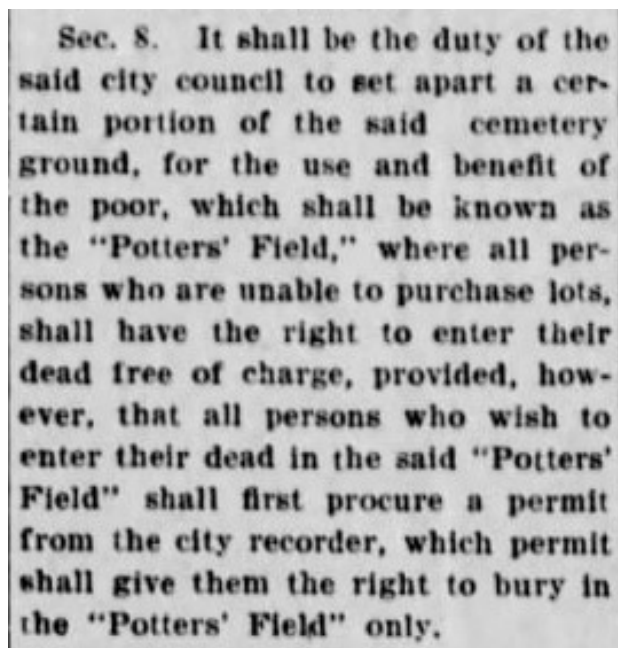 Sec. 8. It shall be the duty of the
said city council to set apart a cer-
tain portion of the said cemetery
ground, for the use and benefit of
the poor, which shall be known as
the "Potters' Field," where all per-
sons who are unable to purchase lots,
shall have the right to enter their
dead free of charge, provided, how-
ever, that all persons who wish to
enter their dead in the said "Potters'
Field" shall first procure a permit
from the city recorder, which permit
shall give them the right to bury in
the "Potters' Field" only.